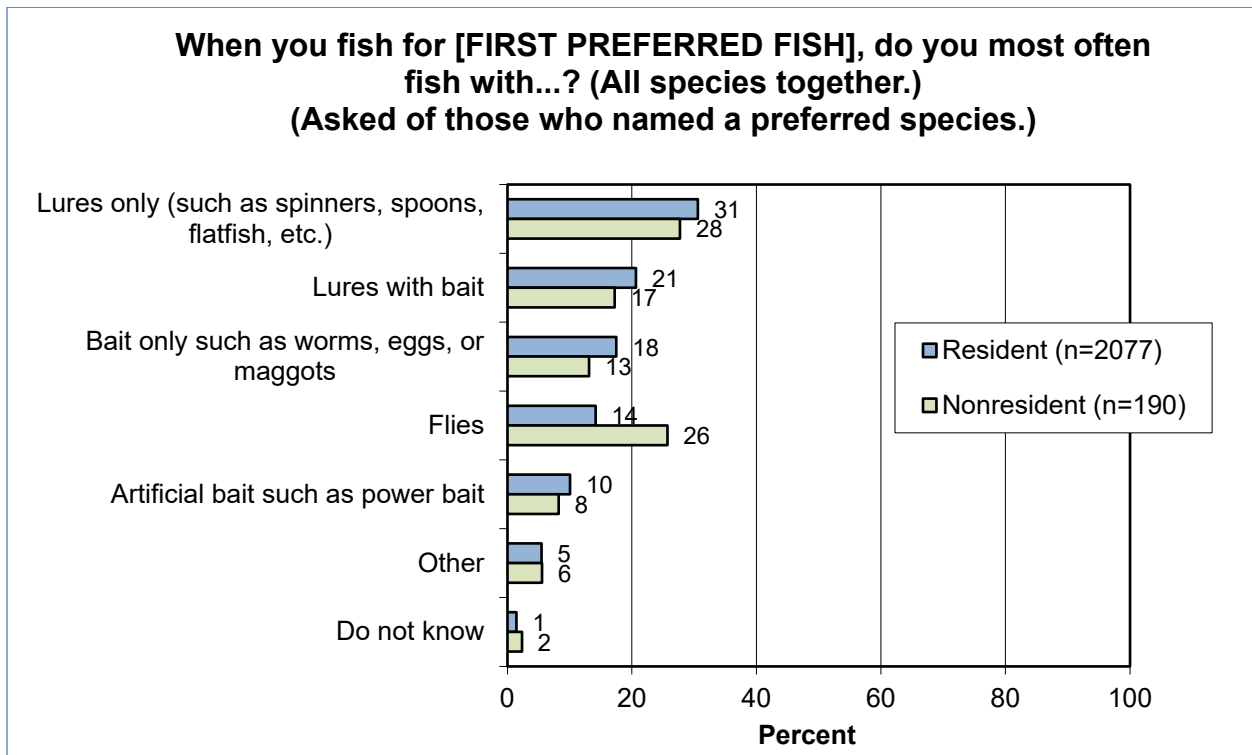 When you fish for [FIRST PREFERRED FISH], do you most often
fish with...? (All species together.)
(Asked of those who named a preferred species.)
Lures only (such as spinners, spoons,
flatfish, etc.)
31
28
Lures with bait
21
17
Bait only such as worms, eggs, or
maggots
18
13
Flies
14
26
Artificial bait such as power bait
10
8
Other
5
6
Do not know
1
2
Resident (n=2077)
Nonresident (n=190)
0 20 40 60 80 100
Percent